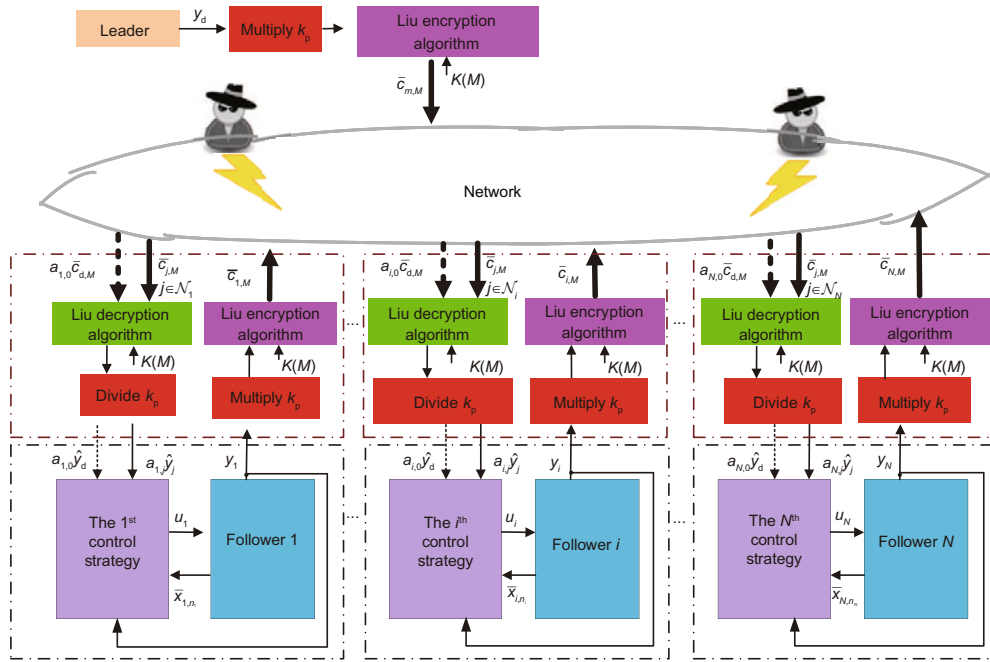 y_d
Leader
Multiply k_p
Liu encryption
algorithm
c̄_{m,M}
K(M)
Network
a_{1,0}c̄_{d,M}
c̄_{j,M}
j∈𝒩_1
c̄_{1,M}
a_{i,0}c̄_{d,M}
c̄_{j,M}
j∈𝒩_i
c̄_{i,M}
a_{N,0}c̄_{d,M}
c̄_{j,M}
j∈𝒩_N
c̄_{N,M}
Liu decryption
algorithm
Liu encryption
algorithm
...
Liu decryption
algorithm
Liu encryption
algorithm
...
Liu decryption
algorithm
Liu encryption
algorithm
K(M)
K(M)
K(M)
K(M)
K(M)
K(M)
Divide k_p
Multiply k_p
Divide k_p
Multiply k_p
Divide k_p
Multiply k_p
a_{1,0}ŷ_d
a_{1,j}ŷ_j
y_1
a_{i,0}ŷ_d
a_{i,j}ŷ_j
y_i
a_{N,0}ŷ_d
a_{N,j}ŷ_j
y_N
The 1st
control
strategy
u_1
x̄_{1,n_i}
Follower 1
...
The ith
control
strategy
u_i
x̄_{i,n_i}
Follower i
...
The Nth
control
strategy
u_N
x̄_{N,n_N}
Follower N